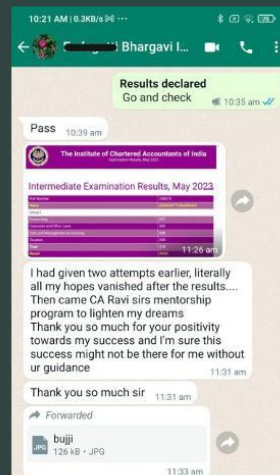 10:21 AM | 0.3KB/s
Bhargavi I...
Results declared
Go and check
10:35 am
Pass
10:39 am
The Institute of Chartered Accountants of India
Intermediate Examination Results, May 2023
11:26 am
I had given two attempts earlier, literally
all my hopes vanished after the results....
Then came CA Ravi sirs mentorship
program to lighten my dreams
Thank you so much for your positivity
towards my success and I'm sure this
success might not be there for me without
ur guidance
11:31 am
Thank you so much sir
11:31 am
Forwarded
bujji
JPG
126 kB • JPG
11:33 am